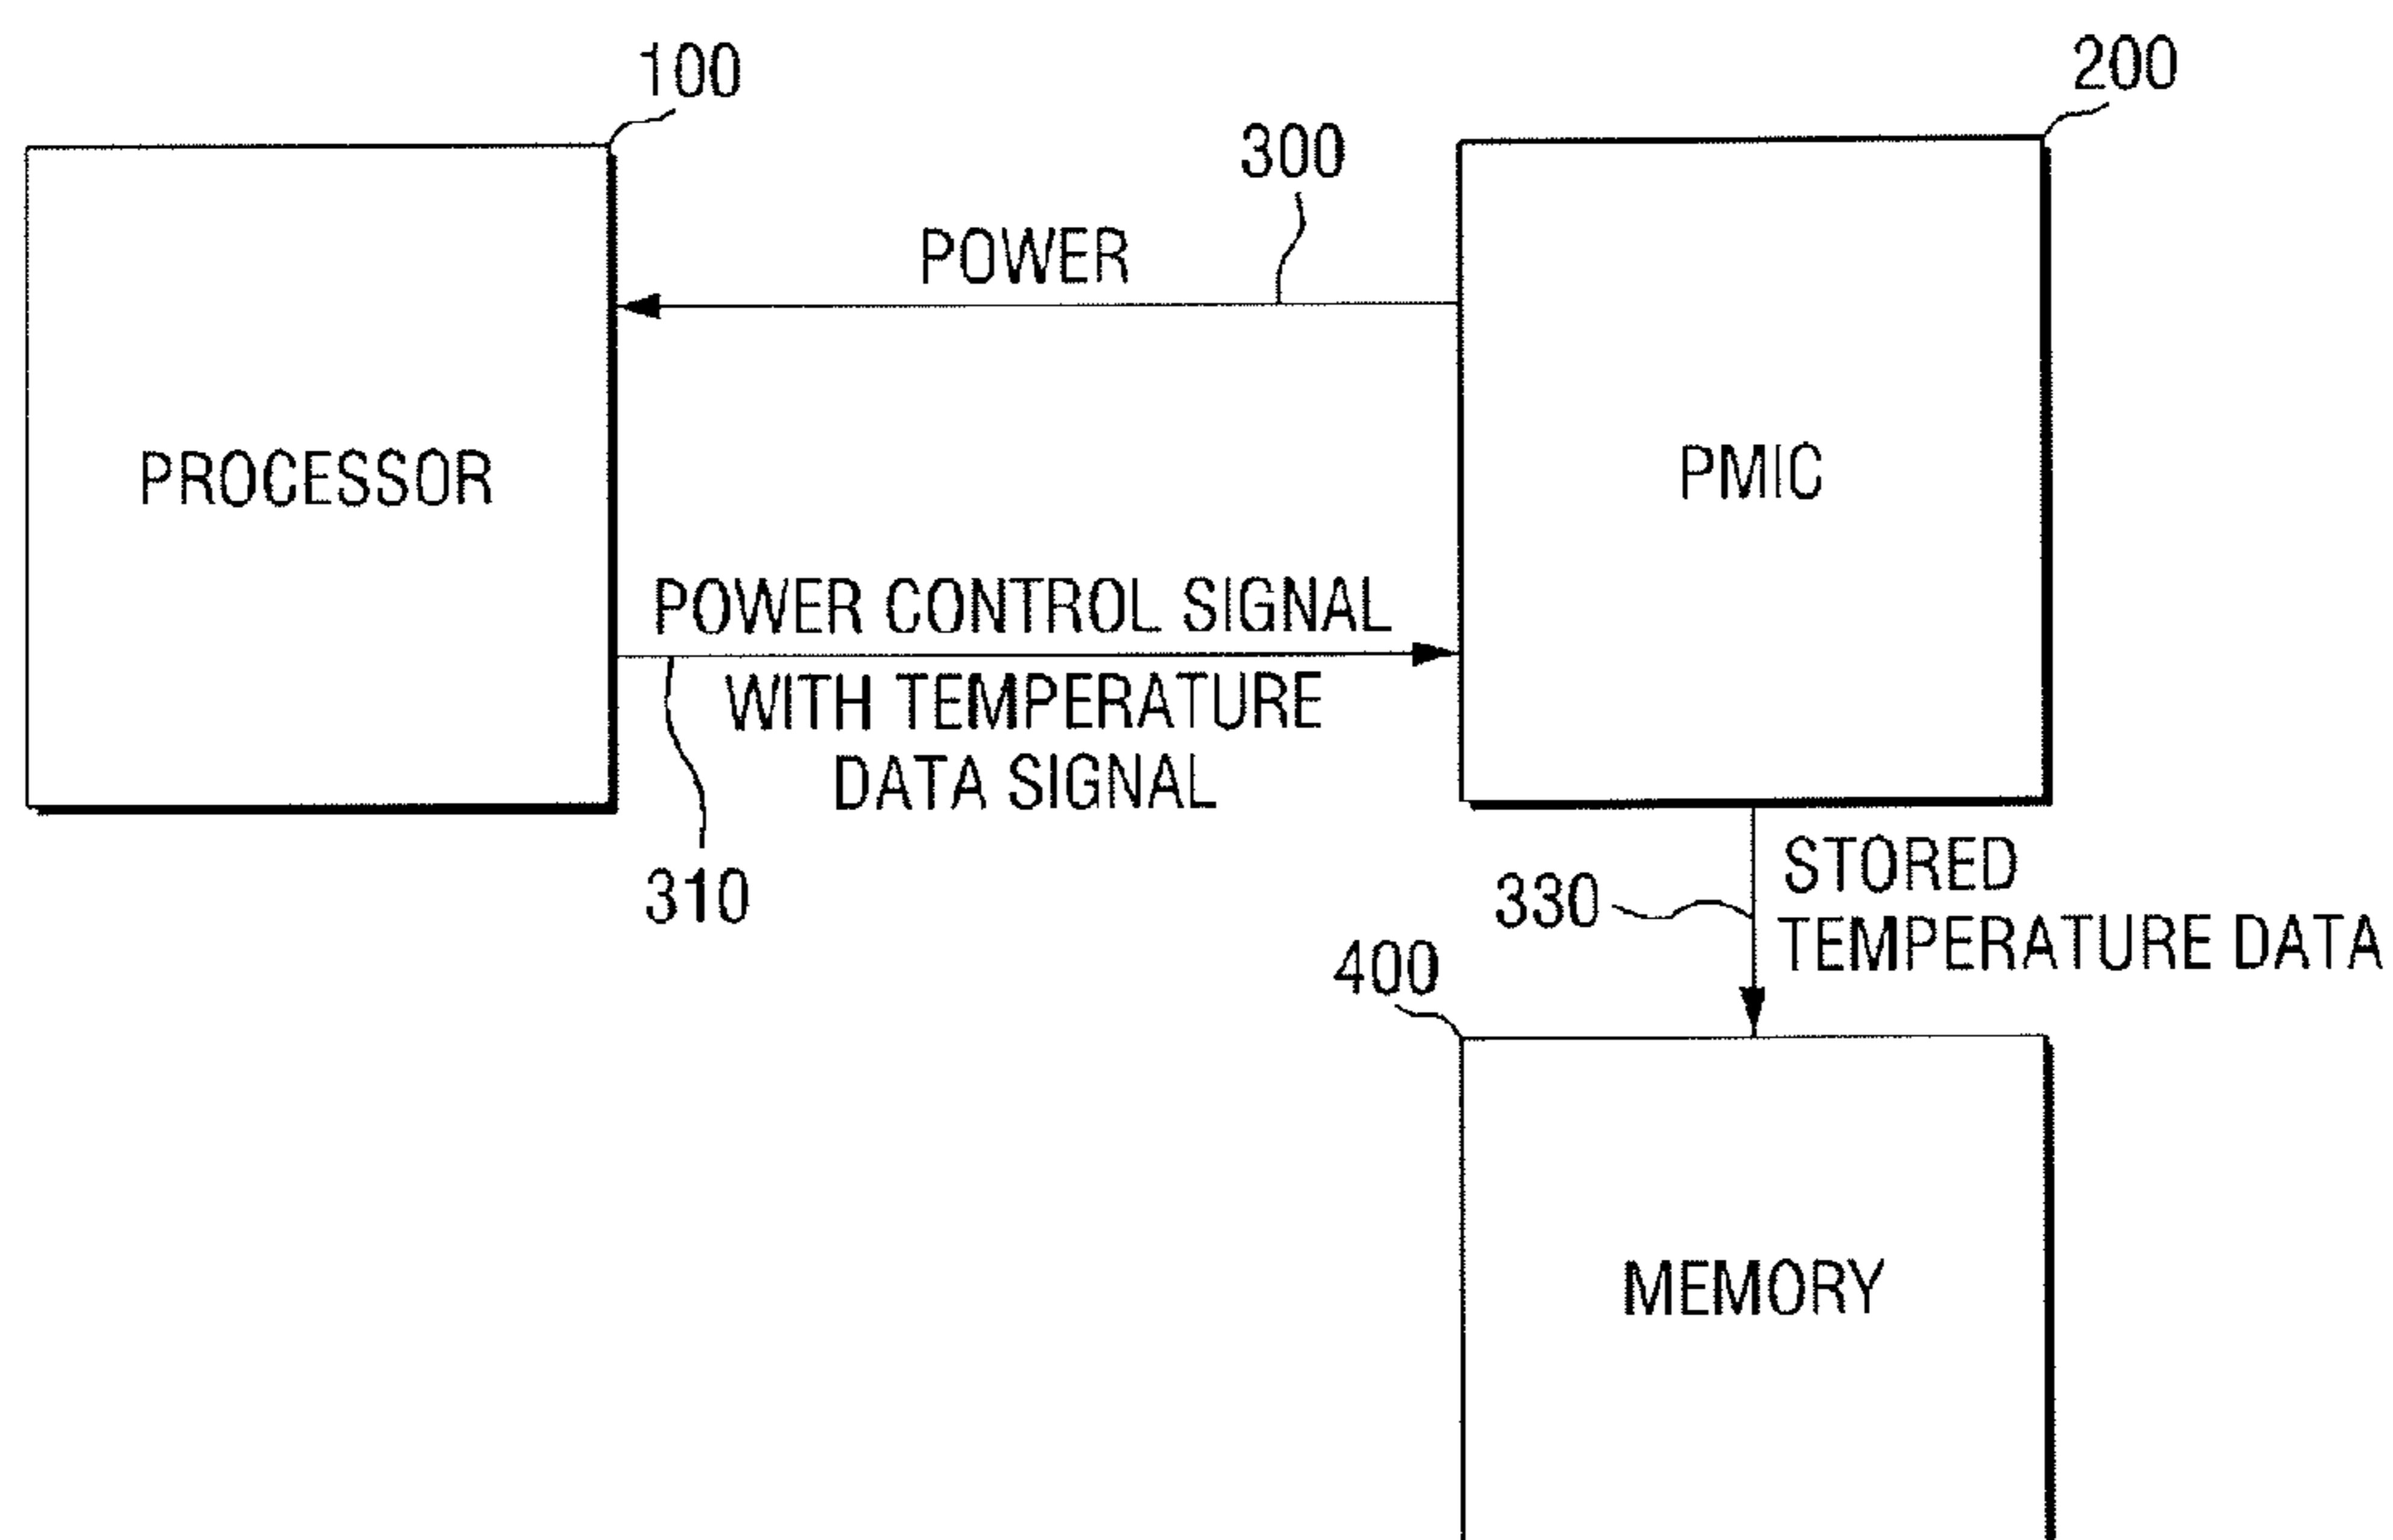 100
200
300
POWER
PROCESSOR
PMIC
POWER CONTROL SIGNAL
WITH TEMPERATURE
DATA SIGNAL
310
STORED
TEMPERATURE DATA
330
400
MEMORY